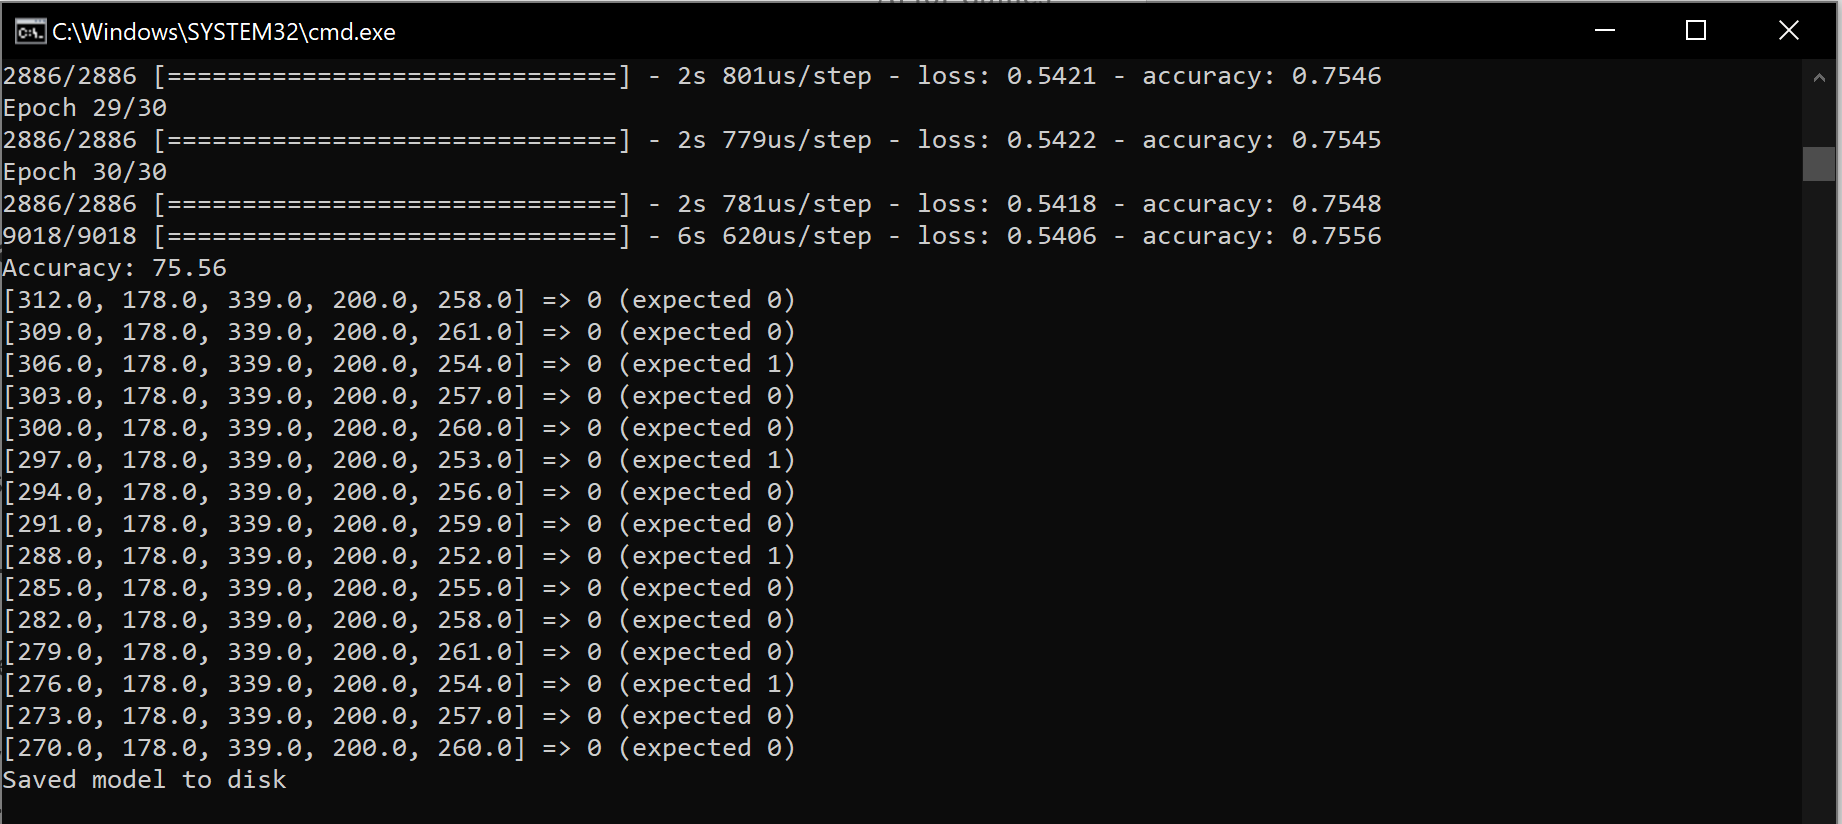 C:\Windows\SYSTEM32\cmd.exe
2886/2886 [==============================] - 2s 801us/step - loss: 0.5421 - accuracy: 0.7546
Epoch 29/30
2886/2886 [==============================] - 2s 779us/step - loss: 0.5422 - accuracy: 0.7545
Epoch 30/30
2886/2886 [==============================] - 2s 781us/step - loss: 0.5418 - accuracy: 0.7548
9018/9018 [==============================] - 6s 620us/step - loss: 0.5406 - accuracy: 0.7556
Accuracy: 75.56
[312.0, 178.0, 339.0, 200.0, 258.0] => 0 (expected 0)
[309.0, 178.0, 339.0, 200.0, 261.0] => 0 (expected 0)
[306.0, 178.0, 339.0, 200.0, 254.0] => 0 (expected 1)
[303.0, 178.0, 339.0, 200.0, 257.0] => 0 (expected 0)
[300.0, 178.0, 339.0, 200.0, 260.0] => 0 (expected 0)
[297.0, 178.0, 339.0, 200.0, 253.0] => 0 (expected 1)
[294.0, 178.0, 339.0, 200.0, 256.0] => 0 (expected 0)
[291.0, 178.0, 339.0, 200.0, 259.0] => 0 (expected 0)
[288.0, 178.0, 339.0, 200.0, 252.0] => 0 (expected 1)
[285.0, 178.0, 339.0, 200.0, 255.0] => 0 (expected 0)
[282.0, 178.0, 339.0, 200.0, 258.0] => 0 (expected 0)
[279.0, 178.0, 339.0, 200.0, 261.0] => 0 (expected 0)
[276.0, 178.0, 339.0, 200.0, 254.0] => 0 (expected 1)
[273.0, 178.0, 339.0, 200.0, 257.0] => 0 (expected 0)
[270.0, 178.0, 339.0, 200.0, 260.0] => 0 (expected 0)
Saved model to disk